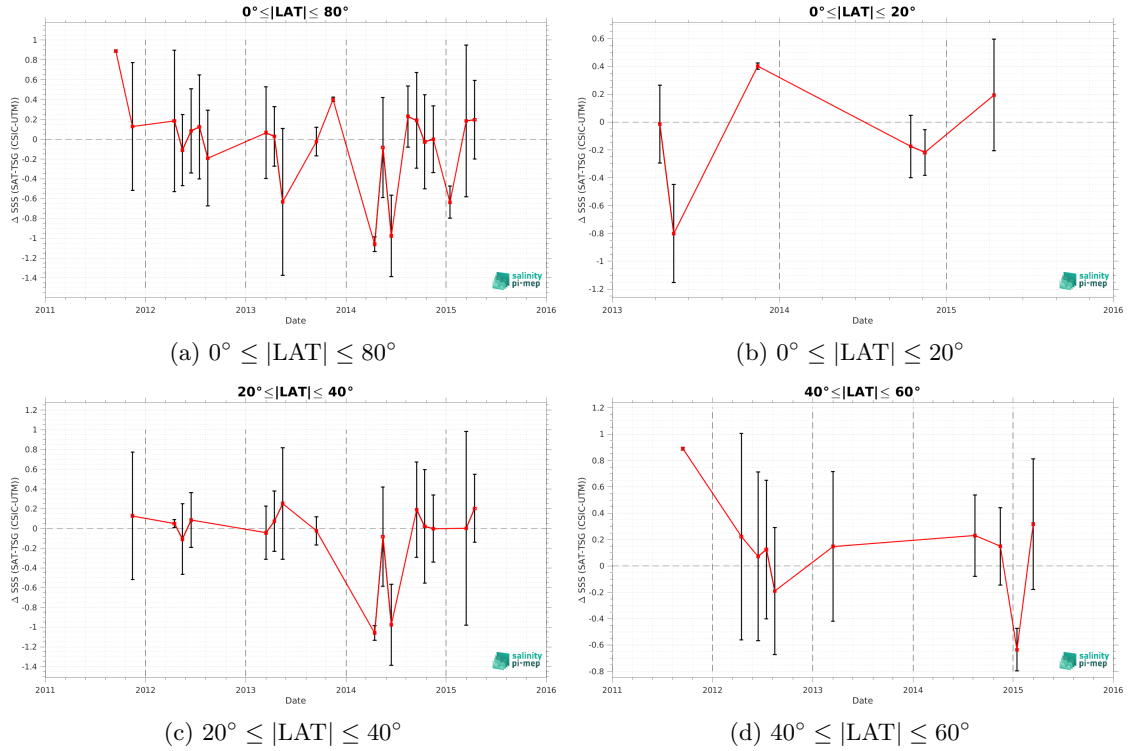 0°≤|LAT|≤ 80°
Δ SSS (SAT-TSG (CSIC-UTM))
1
0.8
0.6
0.4
0.2
0
-0.2
-0.4
-0.6
-0.8
-1
-1.2
-1.4
2011 2012 2013 2014 2015 2016
Date
salinity
pi-mep
(a) 0° ≤ |LAT| ≤ 80°
0°≤|LAT|≤ 20°
Δ SSS (SAT-TSG (CSIC-UTM))
0.6
0.4
0.2
0
-0.2
-0.4
-0.6
-0.8
-1
-1.2
2013 2014 2015 2016
Date
salinity
pi-mep
(b) 0° ≤ |LAT| ≤ 20°
20°≤|LAT|≤ 40°
Δ SSS (SAT-TSG (CSIC-UTM))
1.2
1
0.8
0.6
0.4
0.2
0
-0.2
-0.4
-0.6
-0.8
-1
-1.2
-1.4
2011 2012 2013 2014 2015 2016
Date
salinity
pi-mep
(c) 20° ≤ |LAT| ≤ 40°
40°≤|LAT|≤ 60°
Δ SSS (SAT-TSG (CSIC-UTM))
1.2
1
0.8
0.6
0.4
0.2
0
-0.2
-0.4
-0.6
-0.8
2011 2012 2013 2014 2015 2016
Date
salinity
pi-mep
(d) 40° ≤ |LAT| ≤ 60°